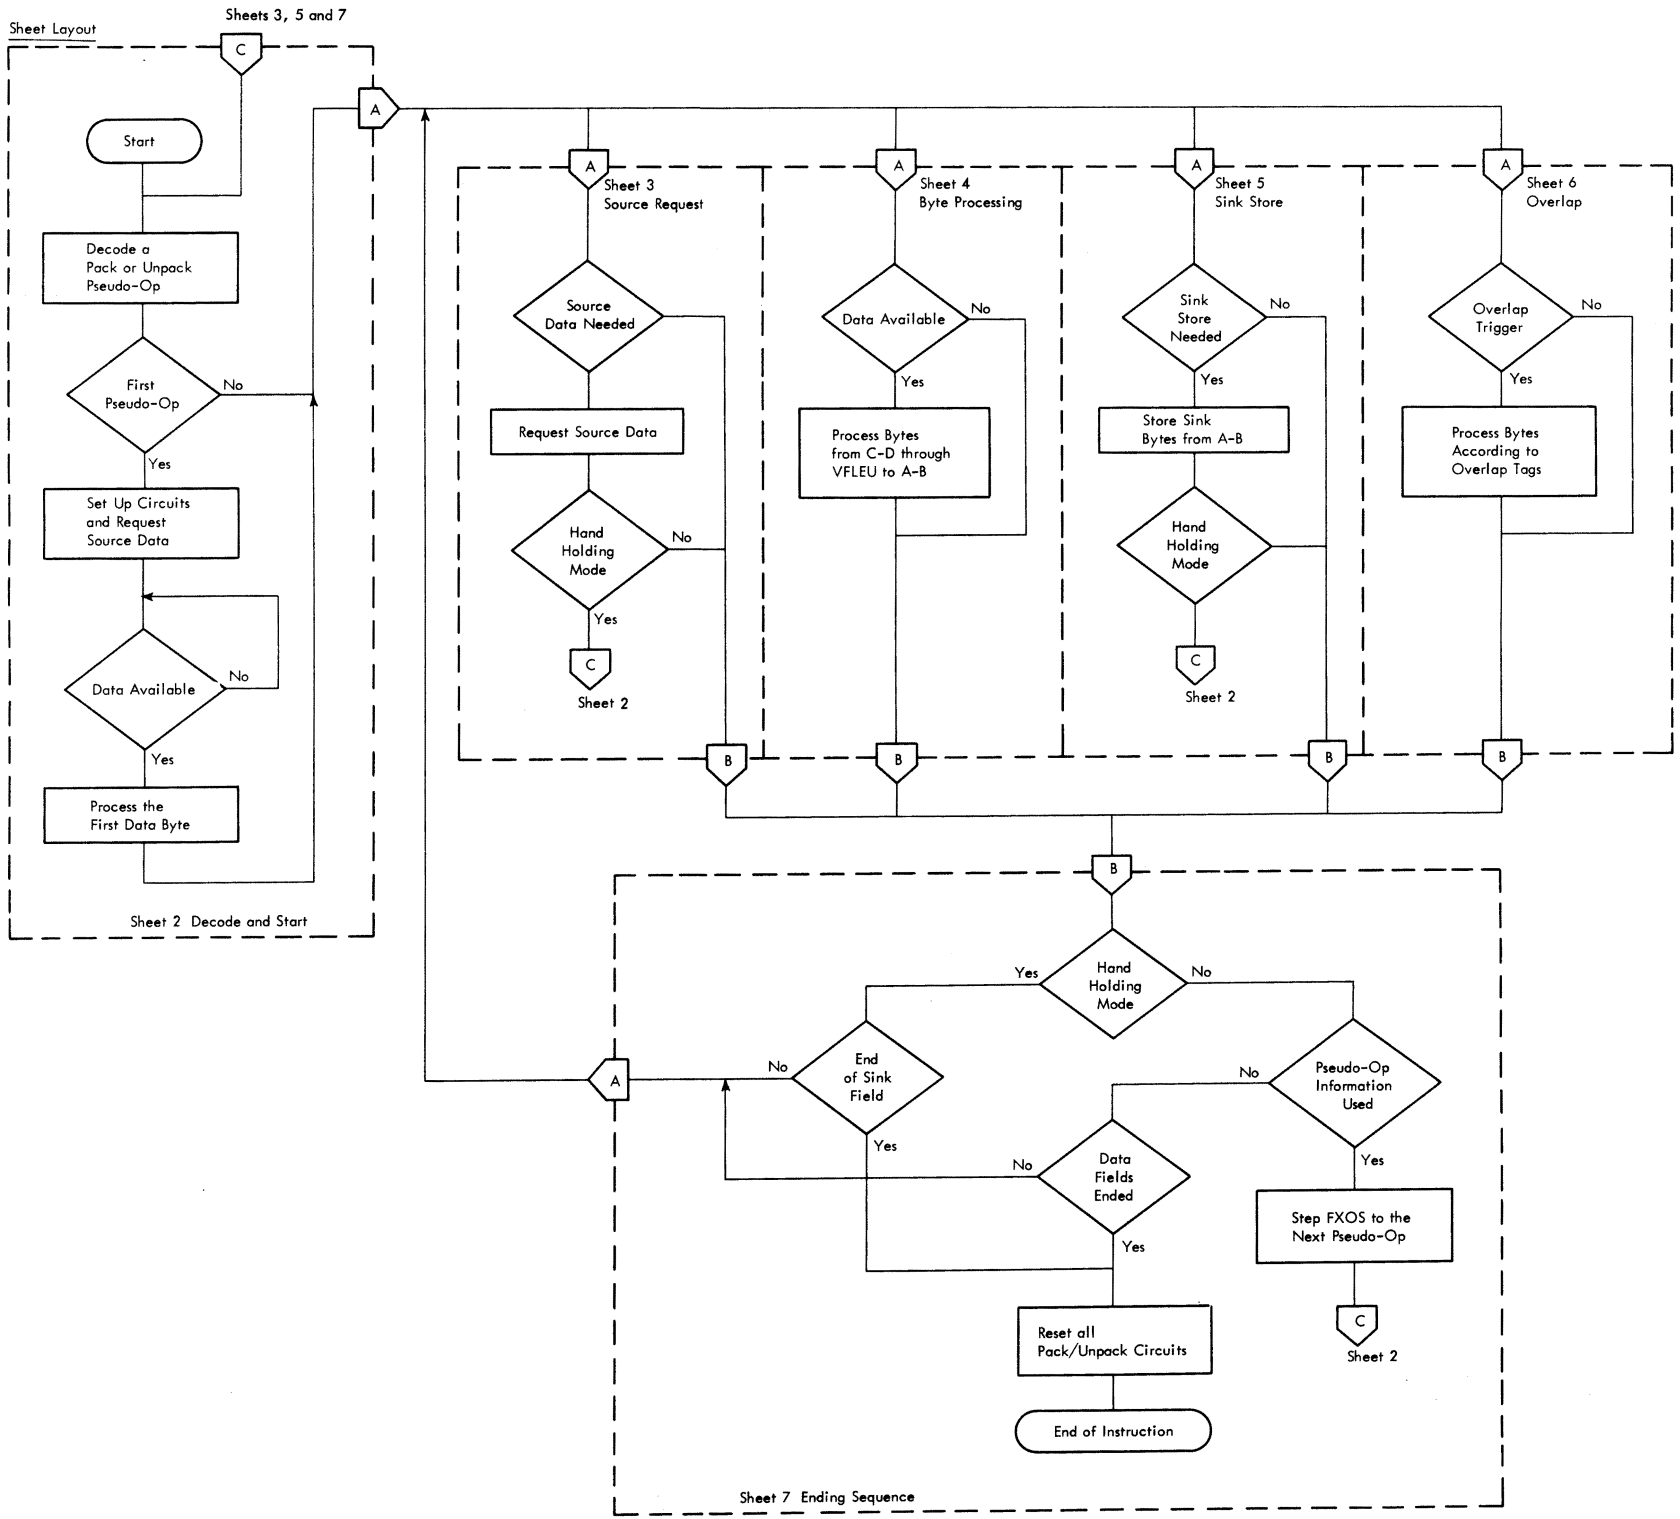 Sheet Layout
Sheets 3, 5 and 7
C
A
Start
Decode a
Pack or Unpack
Pseudo-Op
First
Pseudo-Op
No
Yes
Set Up Circuits
and Request
Source Data
Data Available
No
Yes
Process the
First Data Byte
Sheet 2 Decode and Start
A
Sheet 3
Source Request
Source
Data Needed
Request Source Data
Hand
Holding
Mode
No
Yes
C
Sheet 2
B
A
Sheet 4
Byte Processing
Data Available
No
Yes
Process Bytes
from C-D through
VFLEU to A-B
B
A
Sheet 5
Sink Store
Sink
Store
Needed
No
Yes
Store Sink
Bytes from A-B
Hand
Holding
Mode
C
Sheet 2
B
A
Sheet 6
Overlap
Overlap
Trigger
No
Yes
Process Bytes
According to
Overlap Tags
B
B
Hand
Holding
Mode
Yes
No
End
of Sink
Field
No
Yes
A
Pseudo-Op
Information
Used
No
Yes
Data
Fields
Ended
No
Yes
Step FXOS to the
Next Pseudo-Op
C
Sheet 2
Reset all
Pack/Unpack Circuits
End of Instruction
Sheet 7 Ending Sequence